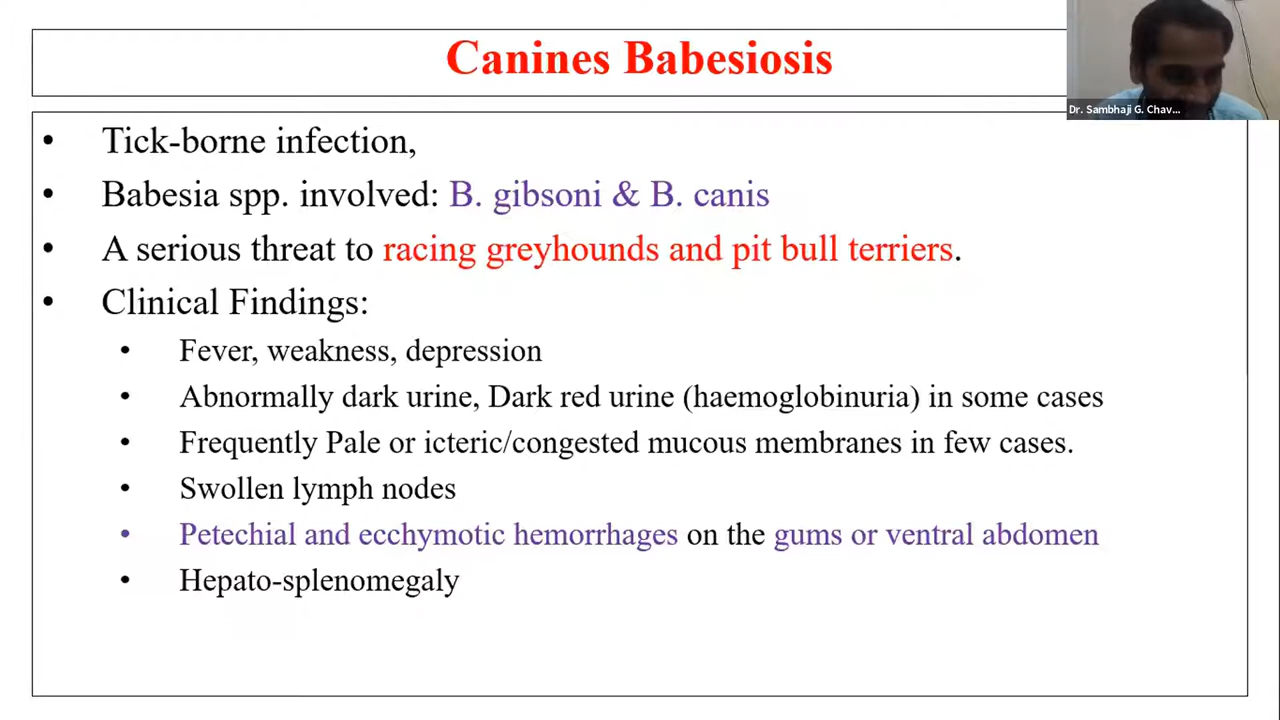 Canines Babesiosis
Dr. Sambhaji G. Chav...
• Tick-borne infection,
• Babesia spp. involved: B. gibsoni & B. canis
• A serious threat to racing greyhounds and pit bull terriers.
• Clinical Findings:
• Fever, weakness, depression
• Abnormally dark urine, Dark red urine (haemoglobinuria) in some cases
• Frequently Pale or icteric/congested mucous membranes in few cases.
• Swollen lymph nodes
• Petechial and ecchymotic hemorrhages on the gums or ventral abdomen
• Hepato-splenomegaly